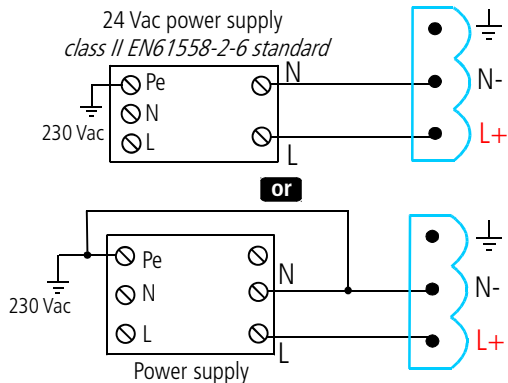 24 Vac power supply
class II EN61558-2-6 standard
Pe
N
N
N-
230 Vac
L
L
L+
or
Pe
N
N
N-
230 Vac
L
L
L+
Power supply